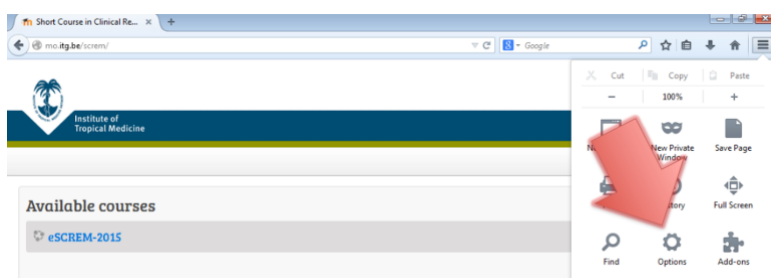 Short Course in Clinical Re...
mo.itg.be/screm/
Google
Cut
Copy
Paste
100%
Institute of
Tropical Medicine
New Private
Window
Save Page
Full Screen
Available courses
eSCREM-2015
Find
Options
Add-ons